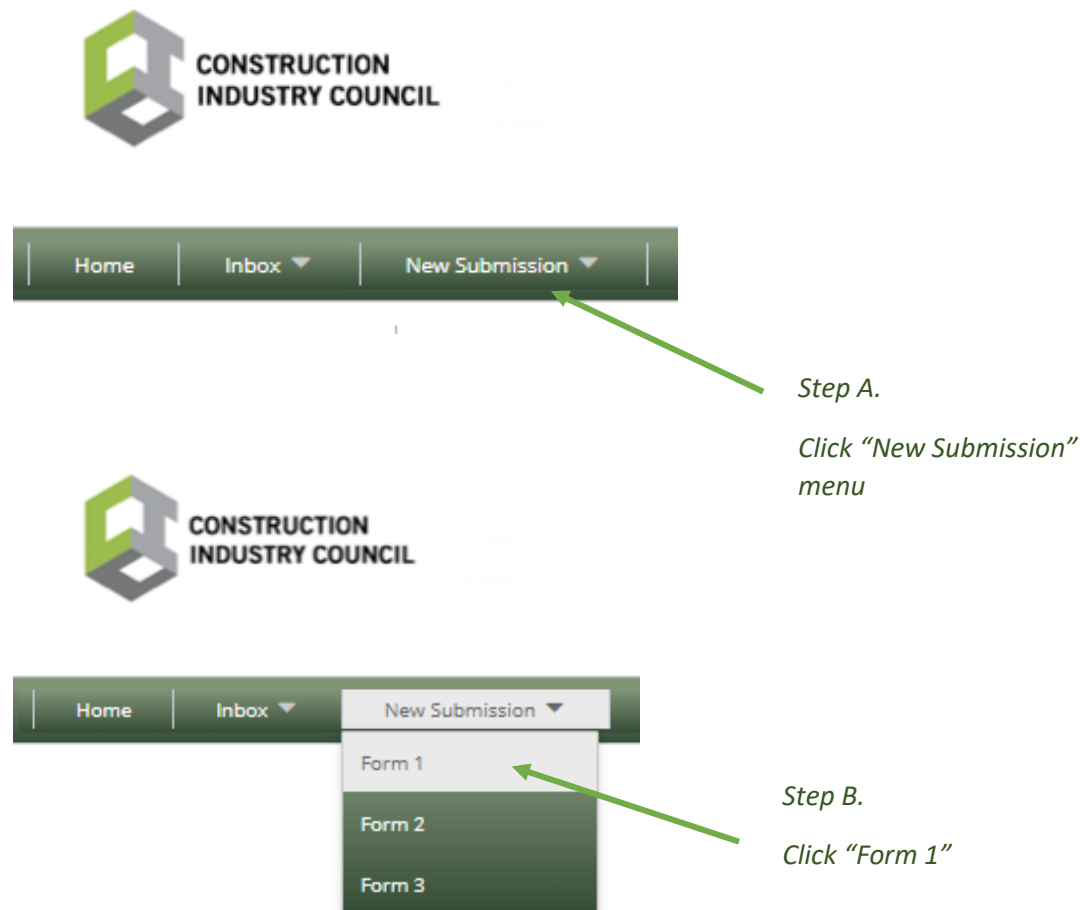 CONSTRUCTION
INDUSTRY COUNCIL
Home Inbox New Submission
Step A.
Click “New Submission”
menu
CONSTRUCTION
INDUSTRY COUNCIL
Home Inbox New Submission
Form 1
Form 2
Form 3
Step B.
Click “Form 1”